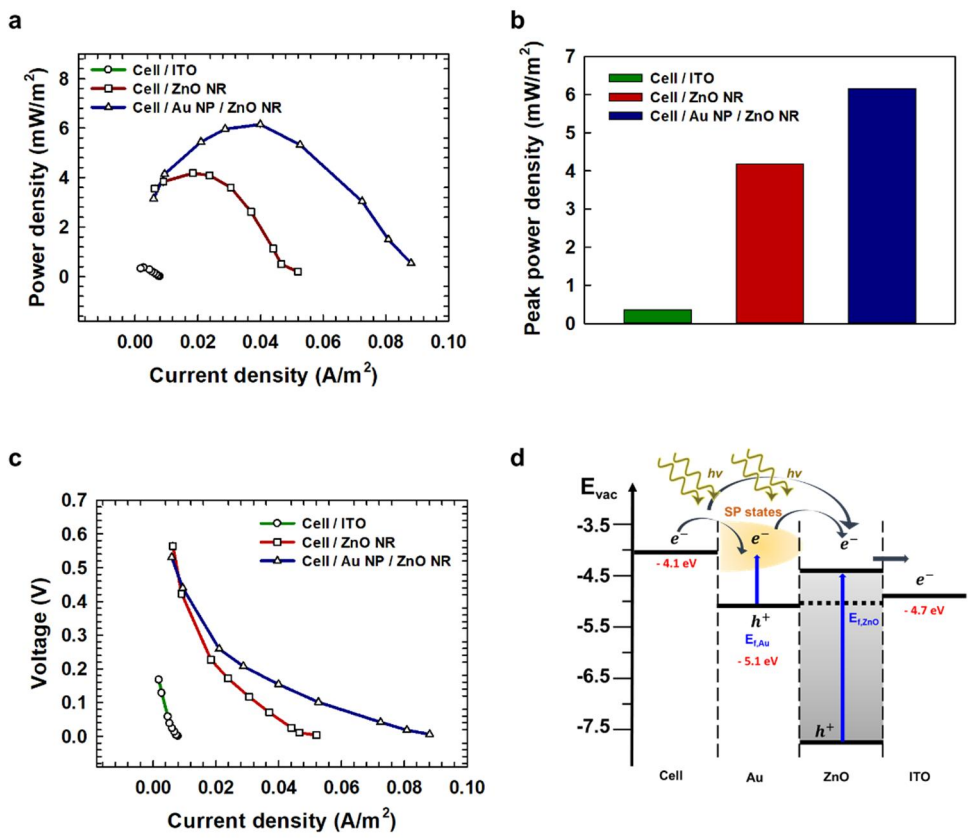 a
Power density (mW/m²)
8
6
4
2
0
Cell / ITO
Cell / ZnO NR
Cell / Au NP / ZnO NR
0.00 0.02 0.04 0.06 0.08 0.10
Current density (A/m²)
b
Peak power density (mW/m²)
7
6
5
4
3
2
1
0
Cell / ITO
Cell / ZnO NR
Cell / Au NP / ZnO NR
c
Voltage (V)
0.7
0.6
0.5
0.4
0.3
0.2
0.1
0.0
Cell / ITO
Cell / ZnO NR
Cell / Au NP / ZnO NR
0.00 0.02 0.04 0.06 0.08 0.10
Current density (A/m²)
d
Evac
-3.5
-4.5
-5.5
-6.5
-7.5
hν hν
SP states
e⁻ e⁻ e⁻
- 4.1 eV
e⁻
- 4.7 eV
h⁺
Ef,Au
- 5.1 eV
Ef,ZnO
h⁺
Cell Au ZnO ITO